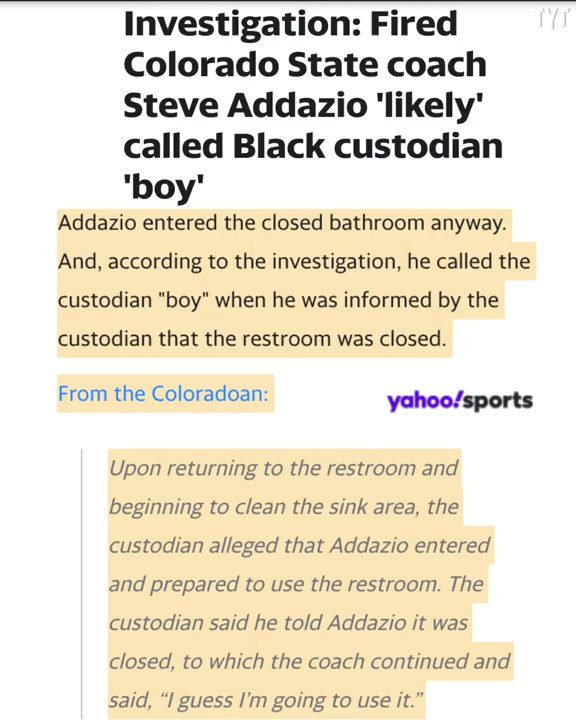 TYT
Investigation: Fired
Colorado State coach
Steve Addazio 'likely'
called Black custodian
'boy'
Addazio entered the closed bathroom anyway.
And, according to the investigation, he called the
custodian "boy" when he was informed by the
custodian that the restroom was closed.
From the Coloradoan:
yahoo!sports
Upon returning to the restroom and
beginning to clean the sink area, the
custodian alleged that Addazio entered
and prepared to use the restroom. The
custodian said he told Addazio it was
closed, to which the coach continued and
said, “I guess I’m going to use it.”